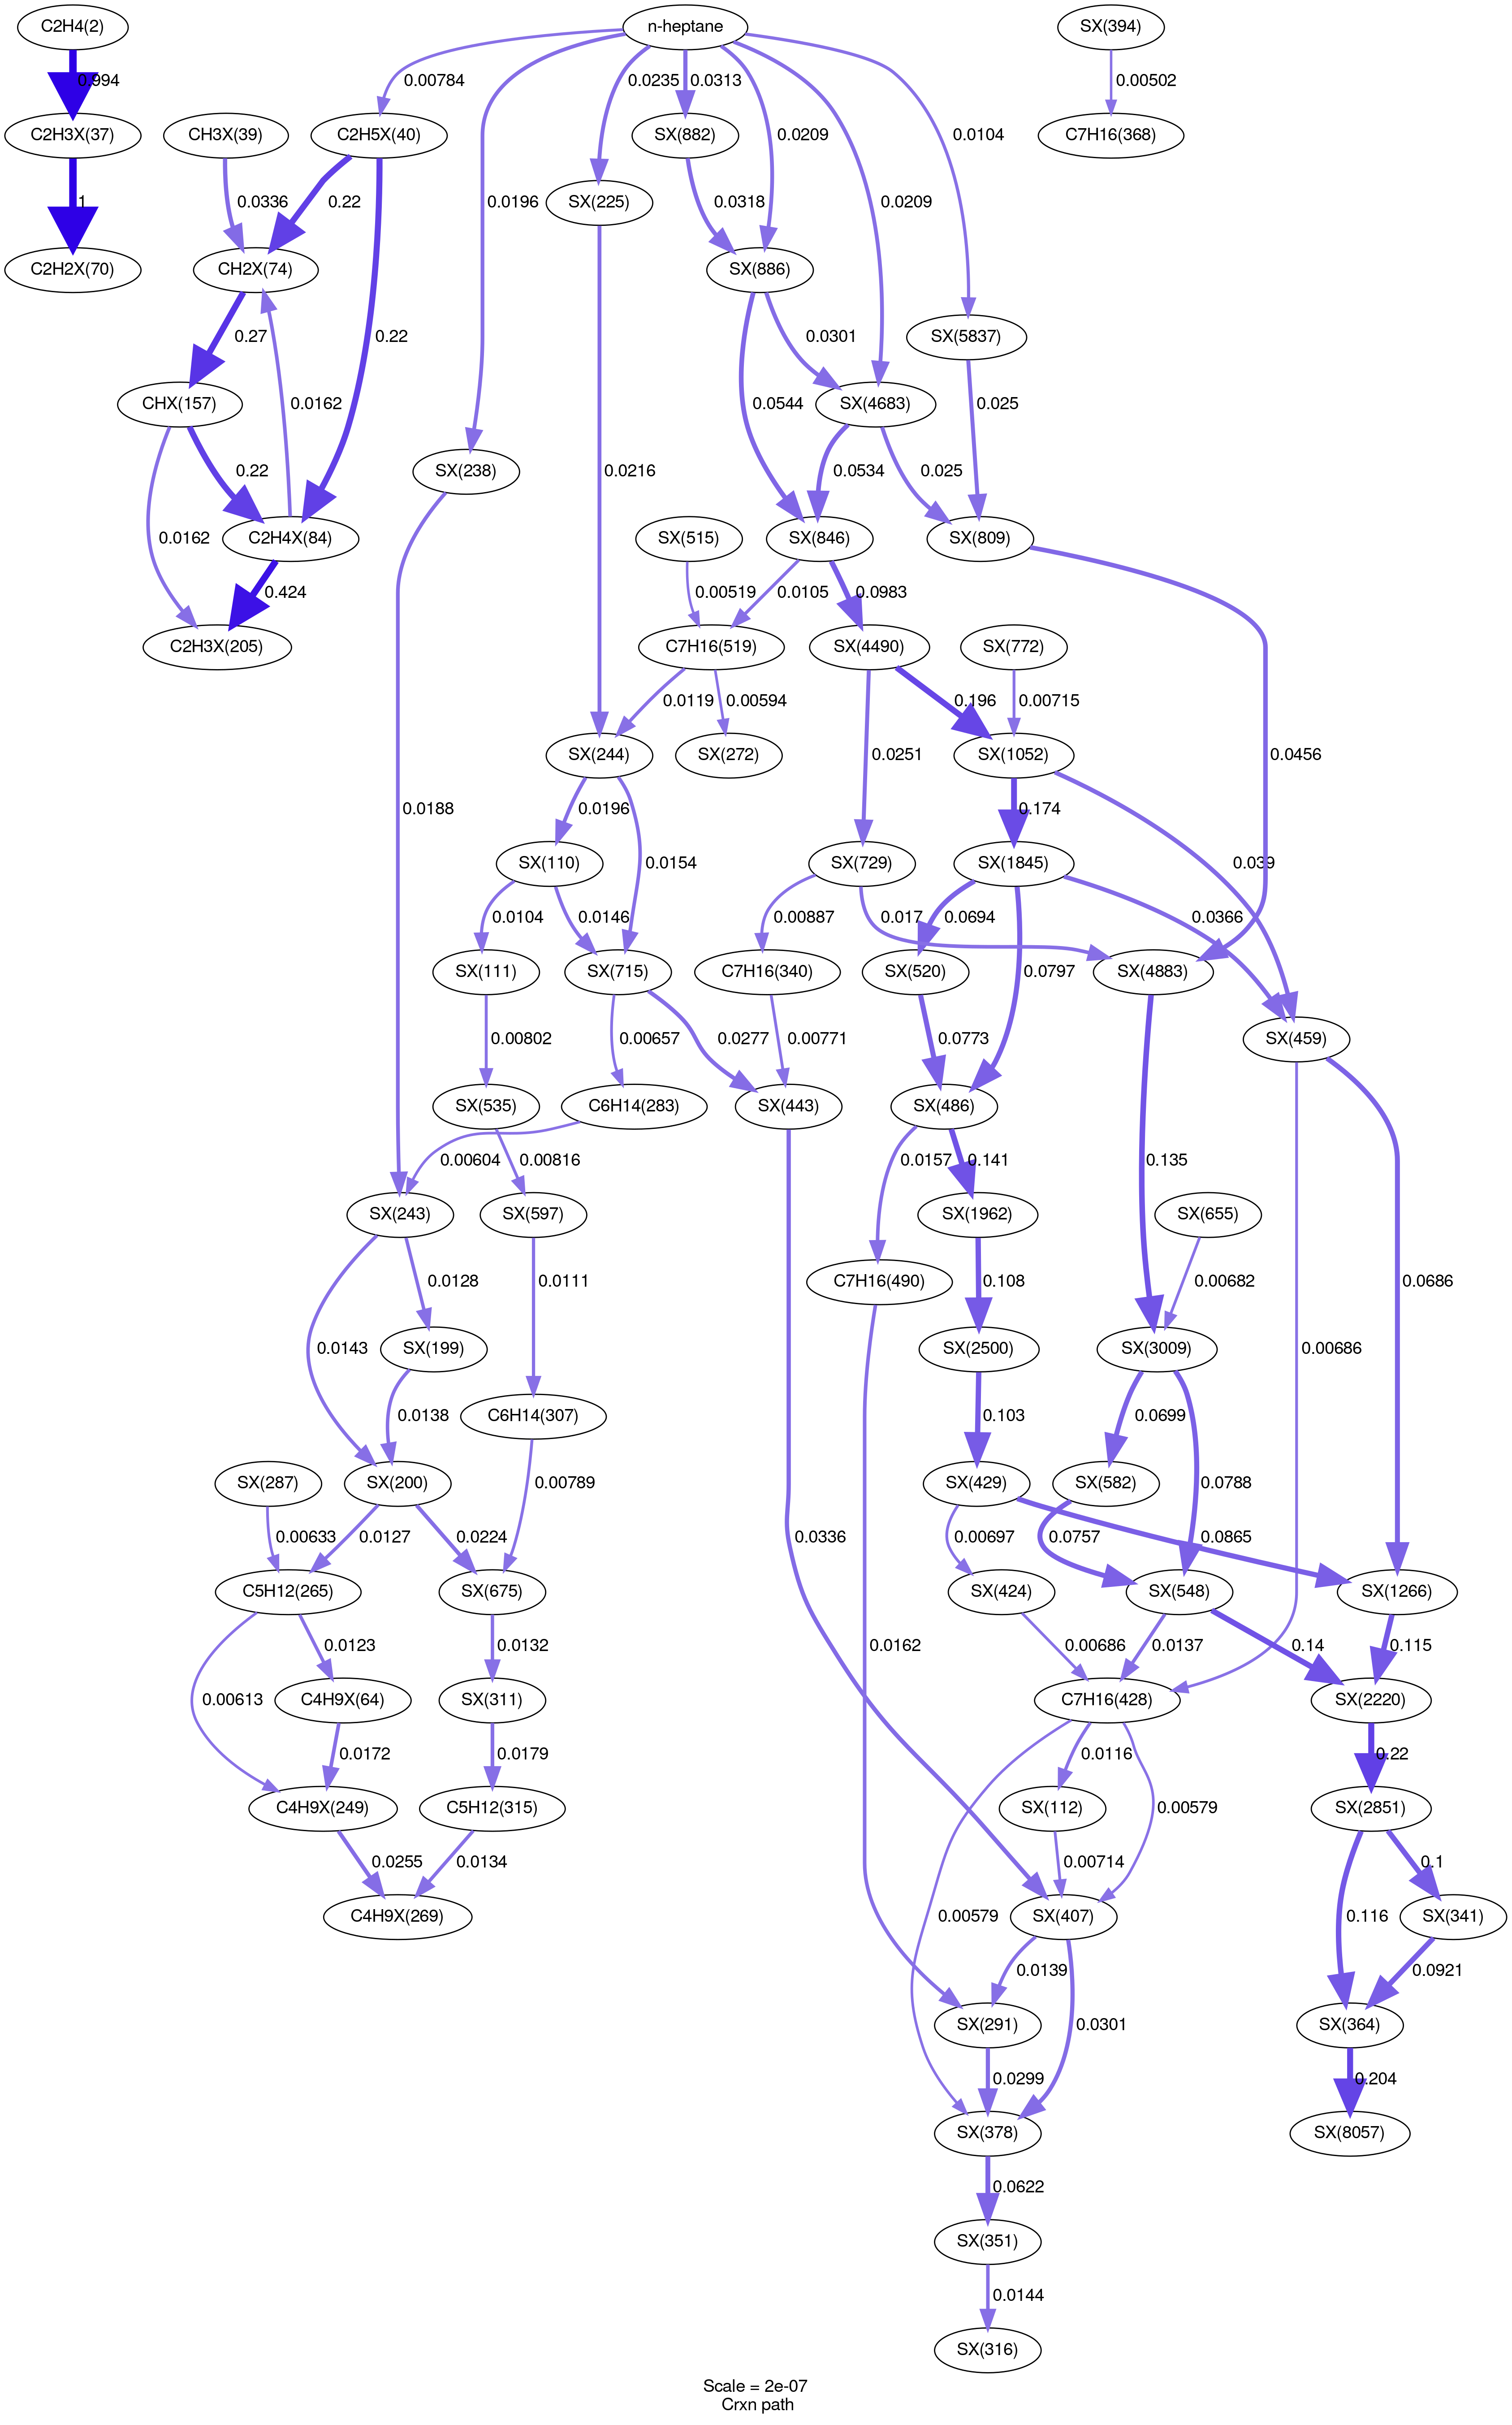 C2H4(2)
n-heptane
SX(394)
0.994
0.00784
0.0235
0.0313
0.00502
C2H3X(37)
CH3X(39)
C2H5X(40)
SX(882)
0.0209
0.0104
C7H16(368)
1
0.0336
0.22
0.0196
SX(225)
0.0318
0.0209
C2H2X(70)
CH2X(74)
SX(886)
0.27
0.22
0.0301
SX(5837)
CHX(157)
0.0162
0.0544
SX(4683)
0.025
0.22
SX(238)
0.0216
0.0534
0.025
0.0162
C2H4X(84)
SX(515)
SX(846)
SX(809)
0.424
0.00519
0.0105
0.0983
C2H3X(205)
C7H16(519)
SX(4490)
SX(772)
0.0119
0.00594
0.196
0.00715
SX(244)
SX(272)
0.0251
SX(1052)
0.0456
0.0188
0.0196
0.174
SX(110)
0.0154
SX(729)
SX(1845)
0.039
0.0104
0.0146
0.00887
0.017
0.0694
0.0366
SX(111)
SX(715)
C7H16(340)
SX(520)
0.0797
SX(4883)
0.00802
0.00657
0.0277
0.00771
0.0773
SX(459)
SX(535)
C6H14(283)
SX(443)
SX(486)
0.00604
0.00816
0.0157
0.141
0.135
SX(243)
SX(597)
SX(1962)
SX(655)
0.0128
0.0111
C7H16(490)
0.108
0.00682
0.0686
0.0143
SX(199)
SX(2500)
SX(3009)
0.00686
0.0138
C6H14(307)
0.103
0.0699
SX(287)
SX(200)
SX(429)
SX(582)
0.0788
0.00633
0.0127
0.0224
0.00789
0.0336
0.00697
0.0757
0.0865
C5H12(265)
SX(675)
SX(424)
SX(548)
SX(1266)
0.0123
0.0132
0.0162
0.00686
0.0137
0.14
0.115
0.00613
C4H9X(64)
SX(311)
C7H16(428)
SX(2220)
0.0172
0.0179
0.0116
0.22
C4H9X(249)
C5H12(315)
SX(112)
0.00579
SX(2851)
0.0255
0.0134
0.00714
0.1
C4H9X(269)
0.00579
SX(407)
0.116
SX(341)
0.0139
0.0921
SX(291)
0.0301
SX(364)
0.0299
0.204
SX(378)
SX(8057)
0.0622
SX(351)
0.0144
SX(316)
Scale = 2e-07
Crxn path